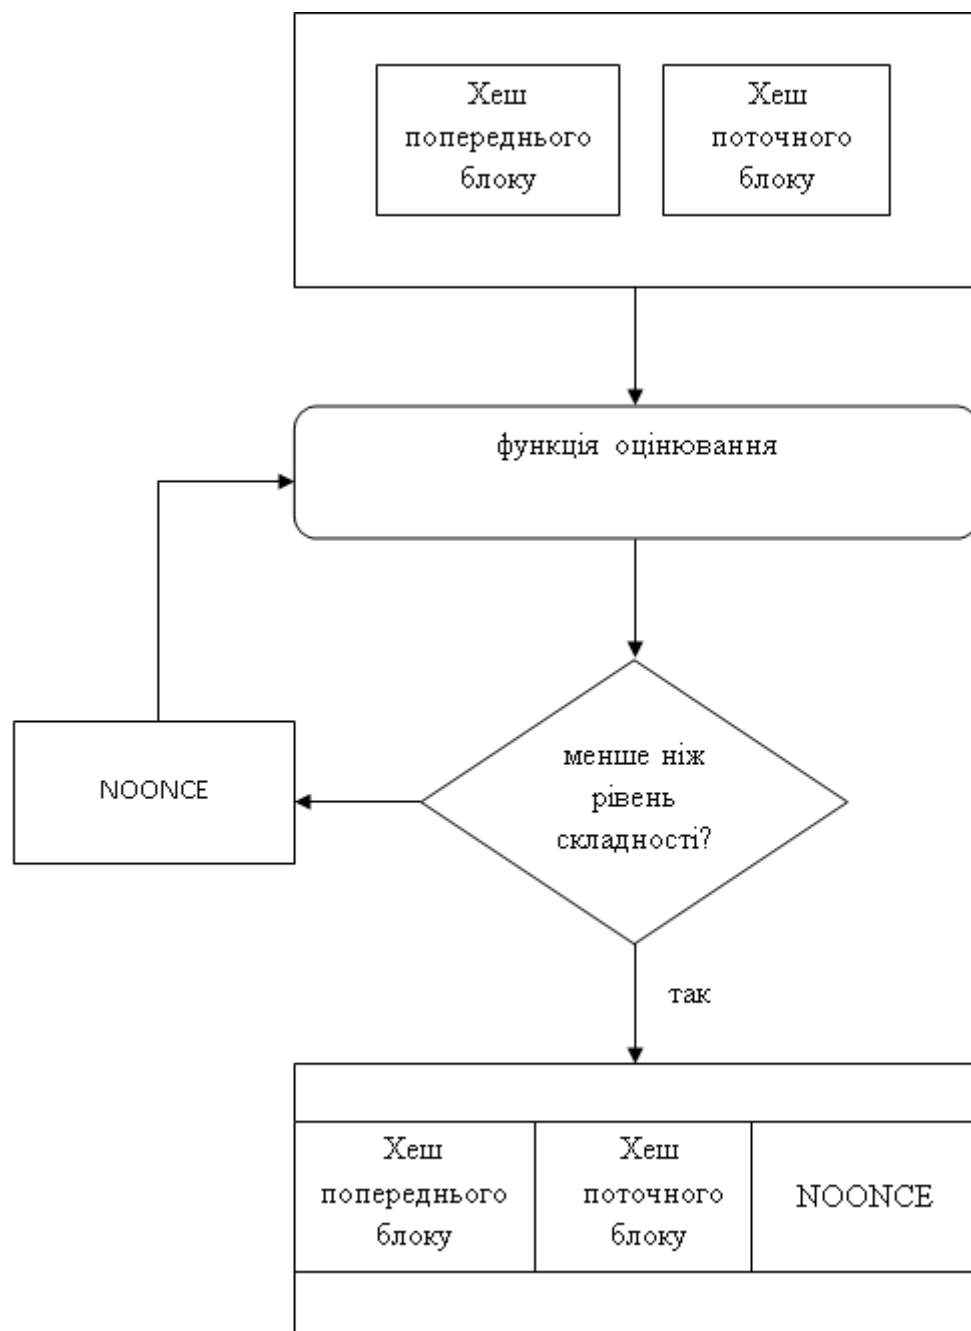 Хеш
попереднього
блоку
Хеш
поточного
блоку
функція оцінювання
менше ніж
рівень
складності?
NOONCE
так
Хеш
попереднього
блоку
Хеш
поточного
блоку
NOONCE